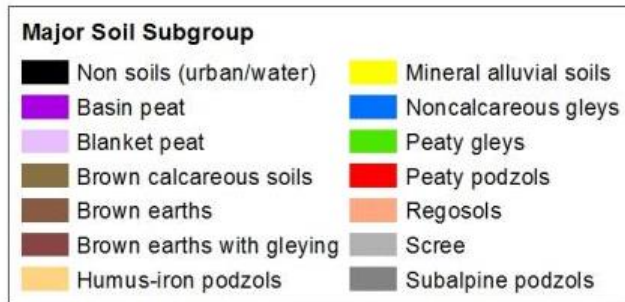 Major Soil Subgroup
Non soils (urban/water)
Basin peat
Blanket peat
Brown calcareous soils
Brown earths
Brown earths with gleying
Humus-iron podzols
Mineral alluvial soils
Noncalcareous gleys
Peaty gleys
Peaty podzols
Regosols
Scree
Subalpine podzols